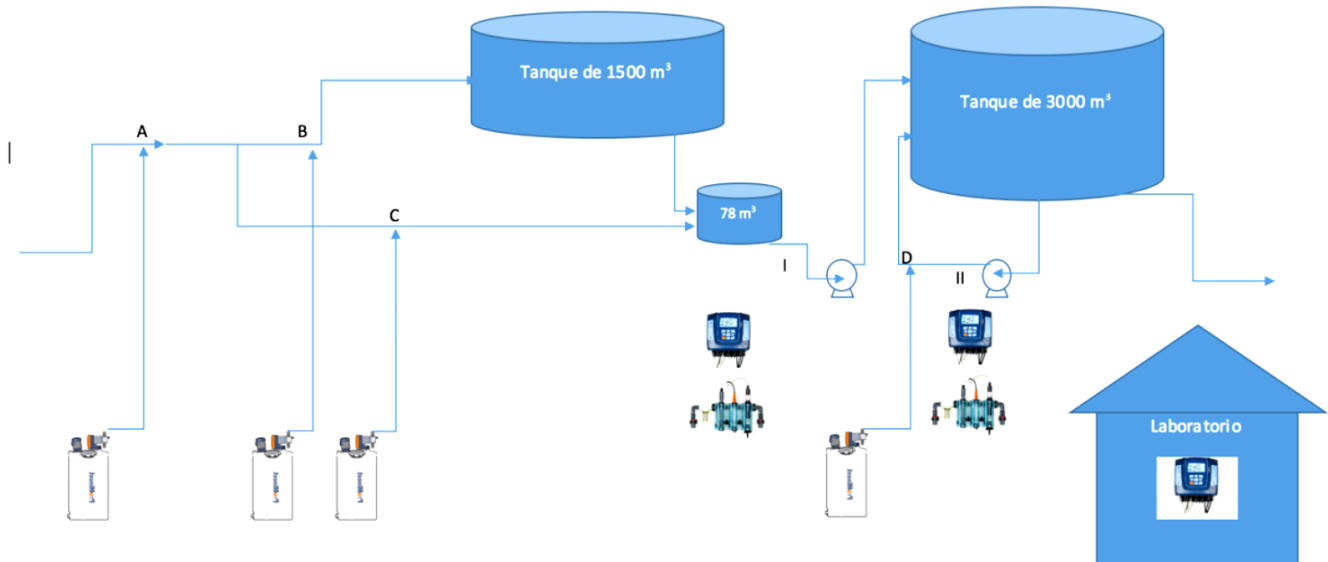 Tanque de 1500 m³
Tanque de 3000 m³
A
B
78 m³
C
I
D
II
Laboratorio